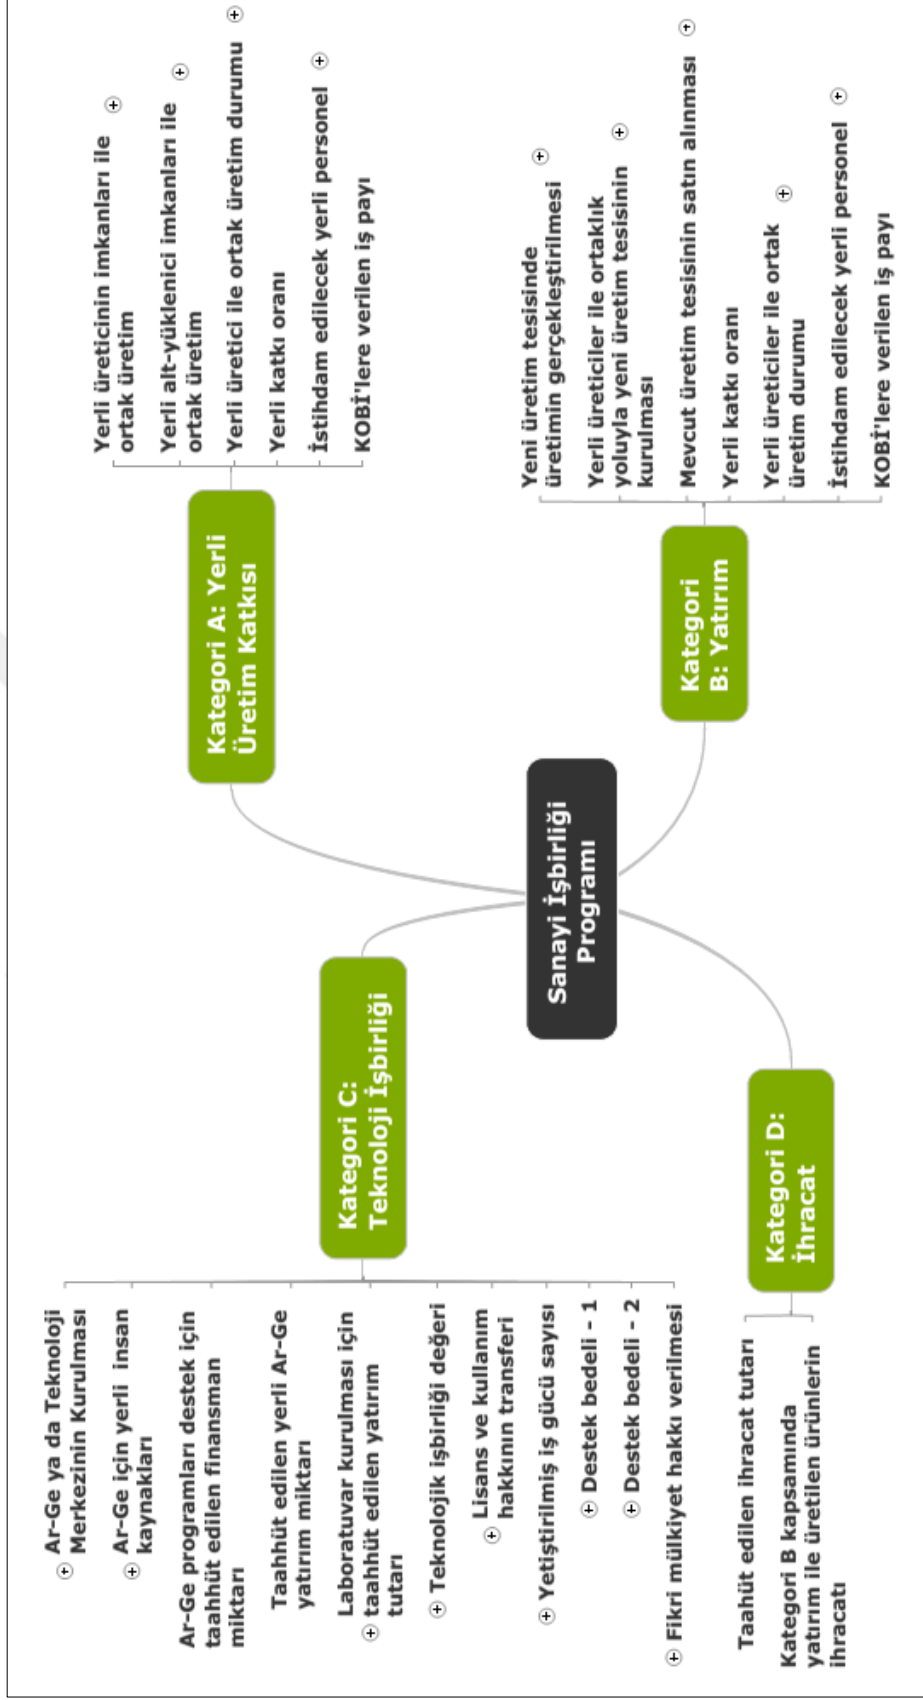 Sanayi İşbirliği
Programı
Kategori A: Yerli
Üretim Katkısı
Yerli üreticinin imkanları ile
ortak üretim
Yerli alt-yüklenici imkanları ile
ortak üretim
Yerli üretici ile ortak üretim durumu
Yerli katkı oranı
İstihdam edilecek yerli personel
KOBİ'lere verilen iş payı
Kategori
B: Yatırım
Yeni üretim tesisinde
üretimin gerçekleştirilmesi
Yerli üreticiler ile ortaklık
yoluyla yeni üretim tesisinin
kurulması
Mevcut üretim tesisinin satın alınması
Yerli katkı oranı
Yerli üreticiler ile ortak
üretim durumu
İstihdam edilecek yerli personel
KOBİ'lere verilen iş payı
Kategori C:
Teknoloji İşbirliği
Ar-Ge ya da Teknoloji
Merkezinin Kurulması
Ar-Ge için yerli insan
kaynakları
Ar-Ge programları destek için
taahhüt edilen finansman
miktarı
Taahhüt edilen yerli Ar-Ge
yatırım miktarı
Laboratuvar kurulması için
taahhüt edilen yatırım
tutarı
Teknolojik işbirliği değeri
Lisans ve kullanım
hakkının transferi
Yetiştirilmiş iş gücü sayısı
Destek bedeli - 1
Destek bedeli - 2
Fikri mülkiyet hakkı verilmesi
Kategori D:
İhracat
Taahüt edilen ihracat tutarı
Kategori B kapsamında
yatırım ile üretilen ürünlerin
ihracatı